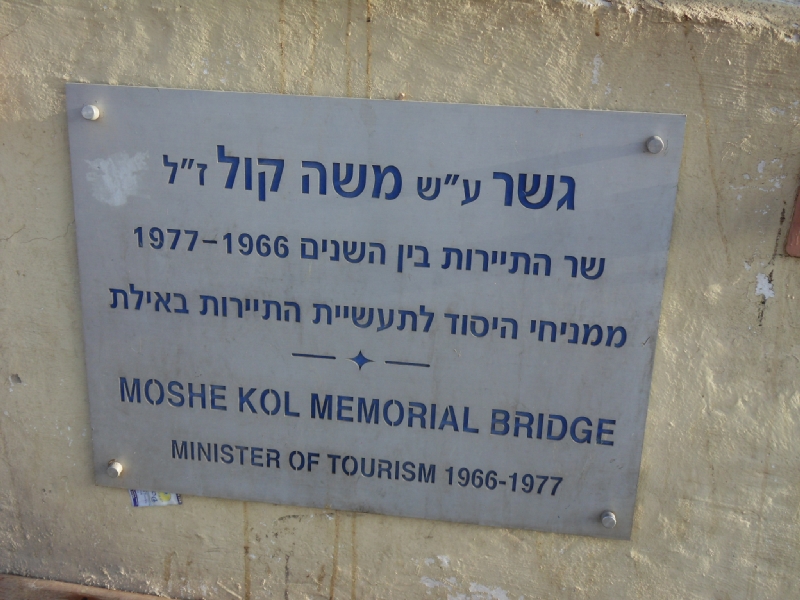 גשר ע"ש משה קול ז"ל
שר התיירות בין השנים 1966-1977
ממניחי היסוד לתעשיית התיירות באילת
MOSHE KOL MEMORIAL BRIDGE
MINISTER OF TOURISM 1966-1977